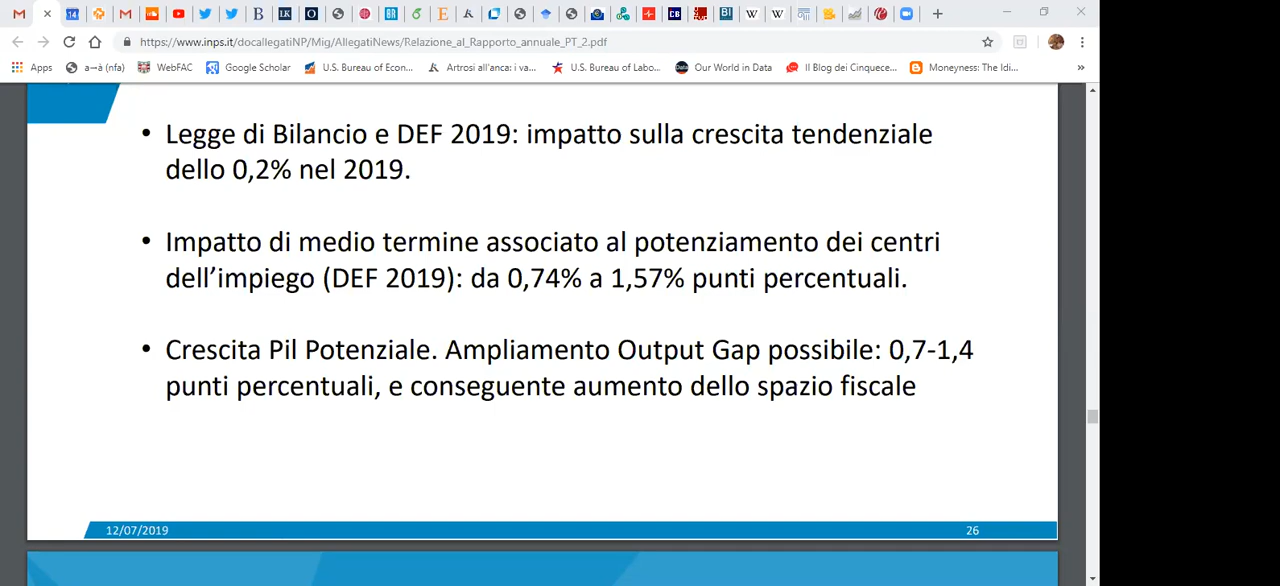 https://www.inps.it/docallegatiNP/Mig/AllegatiNews/Relazione_al_Rapporto_annuale_PT_2.pdf
Apps a→à (nfa) WebFAC Google Scholar U.S. Bureau of Econ... Artrosi all'anca: i va... U.S. Bureau of Labo... Our World in Data Il Blog dei Cinquece... Moneyness: The Idi... »
• Legge di Bilancio e DEF 2019: impatto sulla crescita tendenziale
dello 0,2% nel 2019.
• Impatto di medio termine associato al potenziamento dei centri
dell’impiego (DEF 2019): da 0,74% a 1,57% punti percentuali.
• Crescita Pil Potenziale. Ampliamento Output Gap possibile: 0,7-1,4
punti percentuali, e conseguente aumento dello spazio fiscale
12/07/2019 26